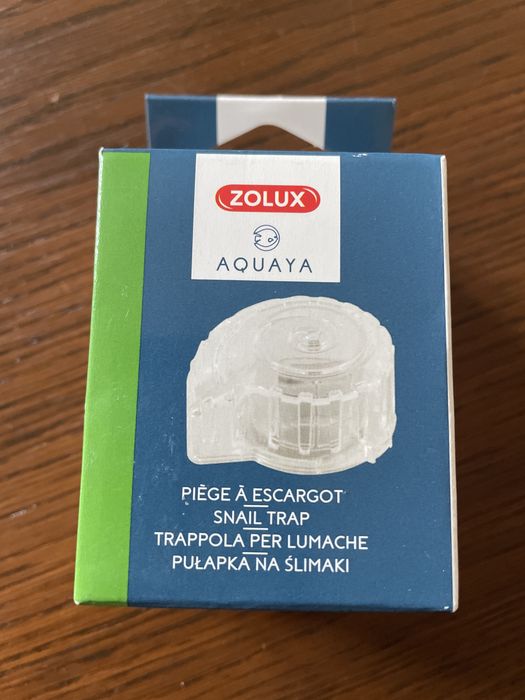 ZOLUX
AQUAYA
PIÈGE À ESCARGOT
SNAIL TRAP
TRAPPOLA PER LUMACHE
PUŁAPKA NA ŚLIMAKI